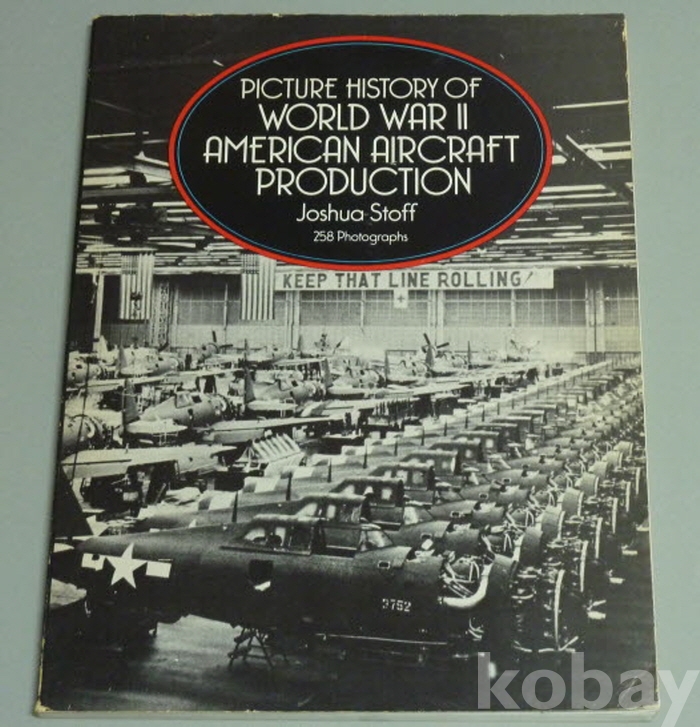 PICTURE HISTORY OF
WORLD WAR II
AMERICAN AIRCRAFT
PRODUCTION
Joshua Stoff
258 Photographs
KEEP THAT LINE ROLLING!
3752
kobay